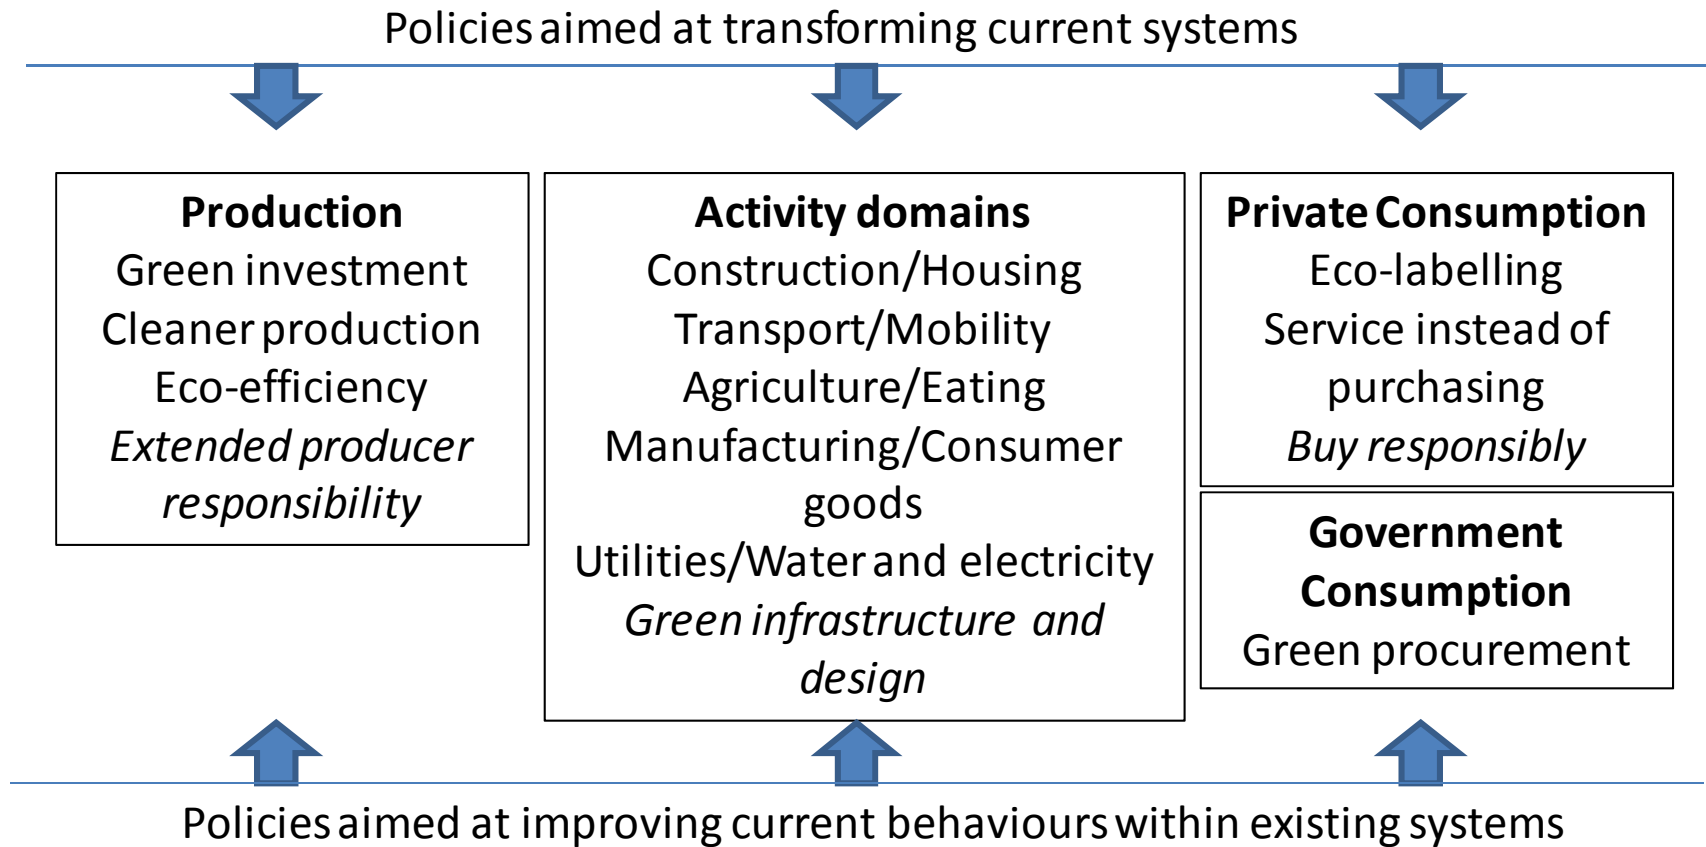 Policies aimed at transforming current systems
Production
Green investment
Cleaner production
Eco-efficiency
Extended producer
responsibility
Activity domains
Construction/Housing
Transport/Mobility
Agriculture/Eating
Manufacturing/Consumer
goods
Utilities/Water and electricity
Green infrastructure and
design
Private Consumption
Eco-labelling
Service instead of
purchasing
Buy responsibly
Government
Consumption
Green procurement
Policies aimed at improving current behaviours within existing systems